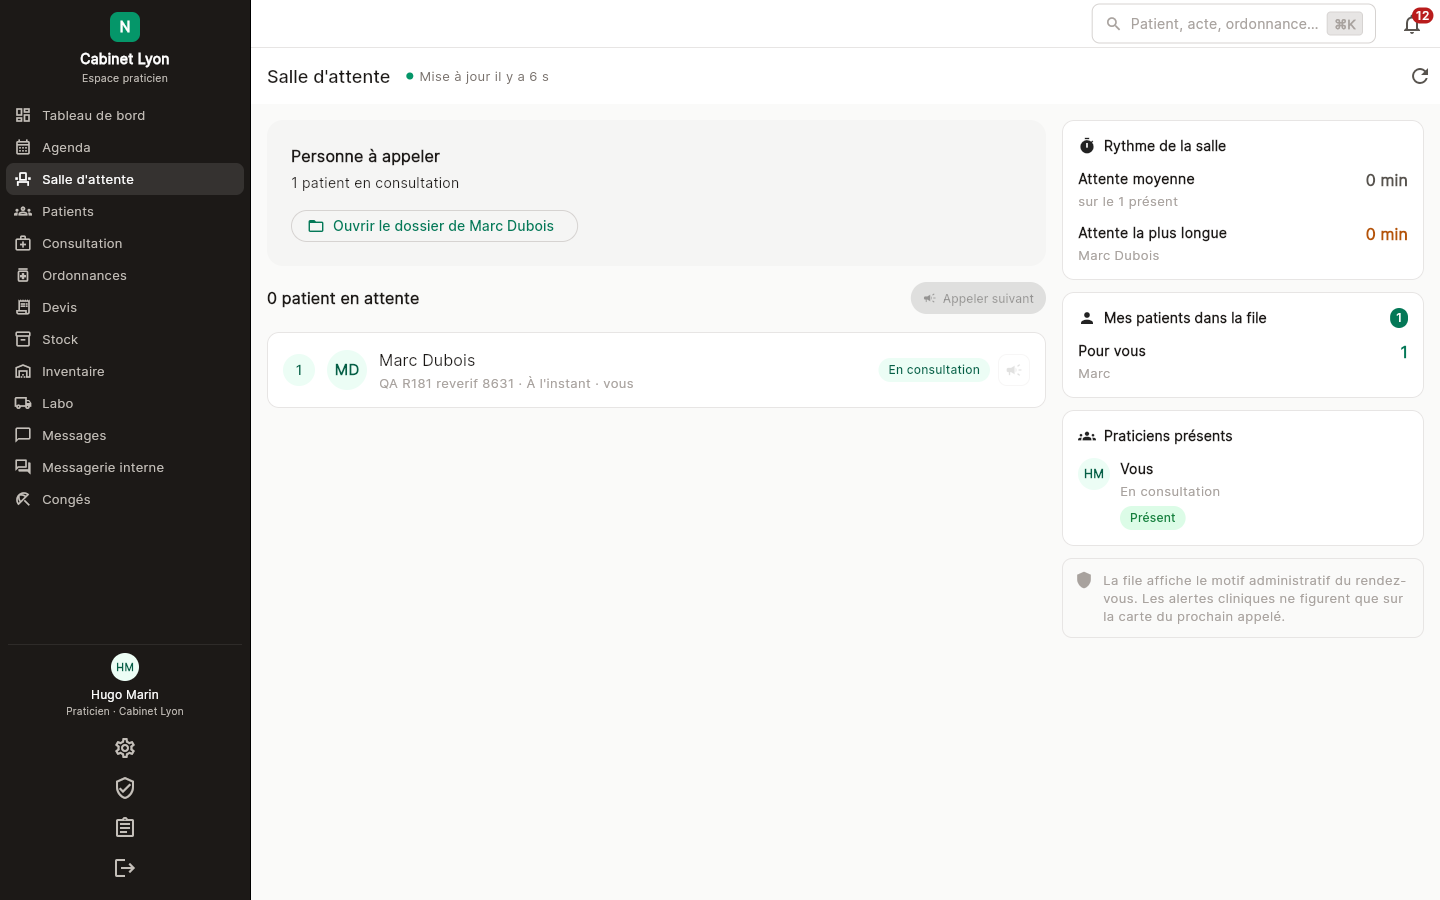 N
Cabinet Lyon
Espace praticien
Tableau de bord
Agenda
Salle d'attente
Patients
Consultation
Ordonnances
Devis
Stock
Inventaire
Labo
Messages
Messagerie interne
Congés
HM
Hugo Marin
Praticien · Cabinet Lyon
Patient, acte, ordonnance... ⌘K
12
Salle d'attente
Mise à jour il y a 6 s
Personne à appeler
1 patient en consultation
Ouvrir le dossier de Marc Dubois
0 patient en attente
Appeler suivant
1
MD
Marc Dubois
QA R181 reverif 8631 · À l'instant · vous
En consultation
Rythme de la salle
Attente moyenne
0 min
sur le 1 présent
Attente la plus longue
0 min
Marc Dubois
Mes patients dans la file
1
Pour vous
1
Marc
Praticiens présents
HM
Vous
En consultation
Présent
La file affiche le motif administratif du rendez-
vous. Les alertes cliniques ne figurent que sur
la carte du prochain appelé.